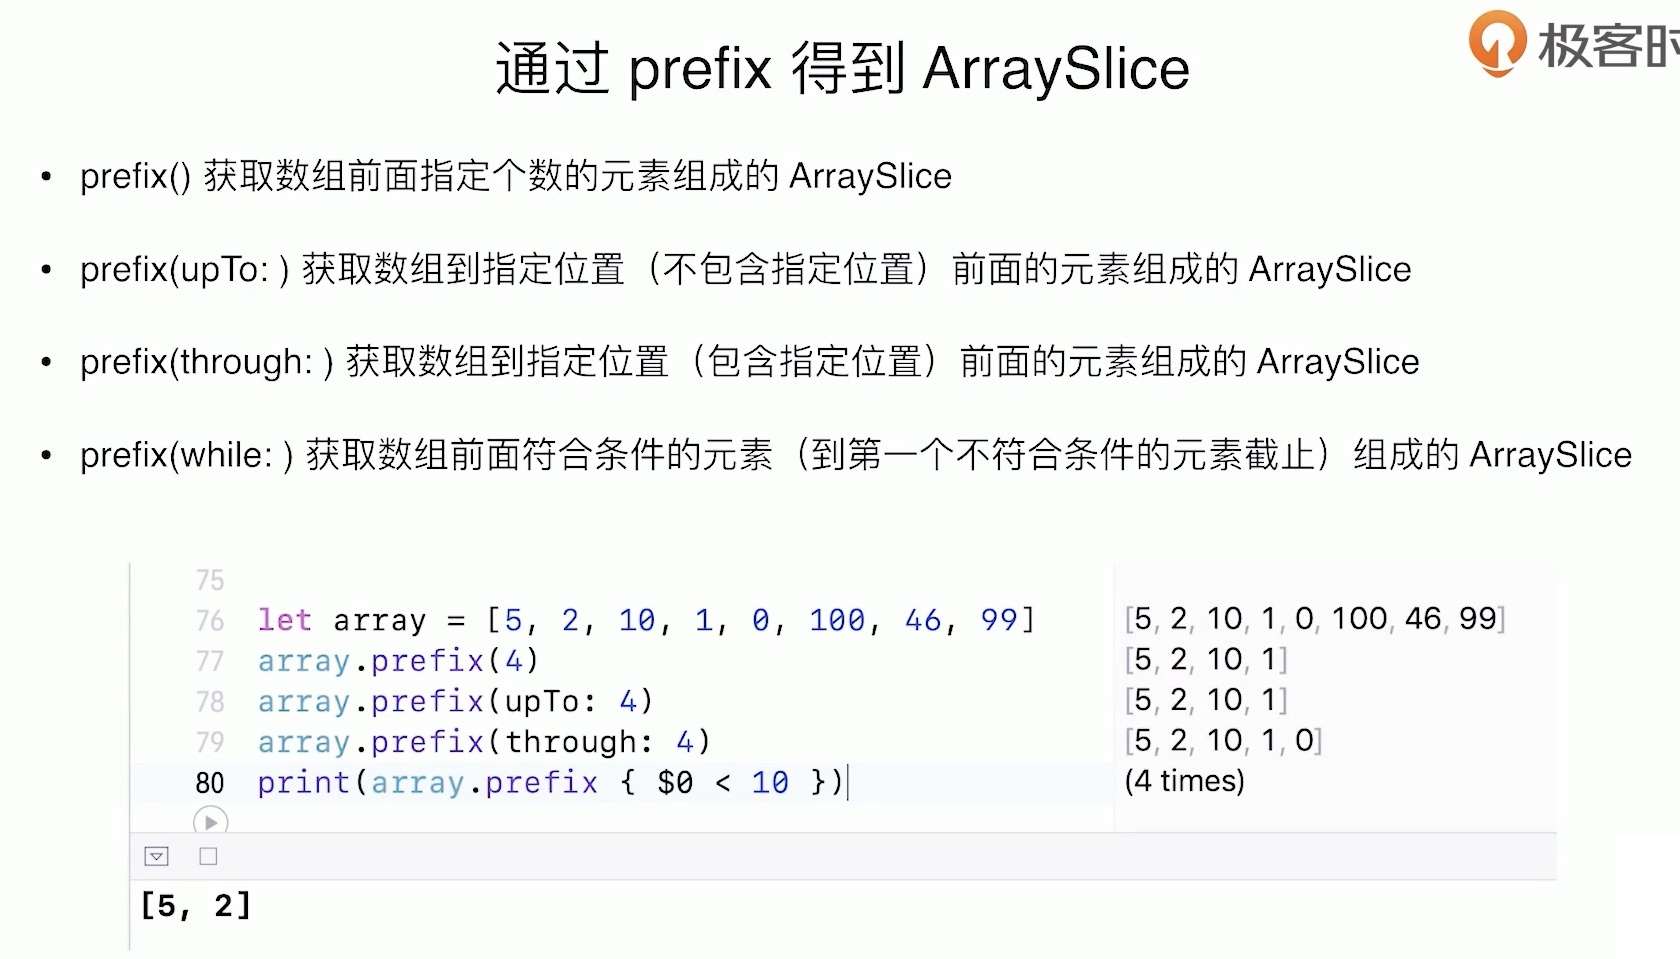 极客时
通过 prefix 得到 ArraySlice
• prefix() 获取数组前面指定个数的元素组成的 ArraySlice
• prefix(upTo: ) 获取数组到指定位置（不包含指定位置）前面的元素组成的 ArraySlice
• prefix(through: ) 获取数组到指定位置（包含指定位置）前面的元素组成的 ArraySlice
• prefix(while: ) 获取数组前面符合条件的元素（到第一个不符合条件的元素截止）组成的 ArraySlice
75
76 let array = [5, 2, 10, 1, 0, 100, 46, 99] [5, 2, 10, 1, 0, 100, 46, 99]
77 array.prefix(4) [5, 2, 10, 1]
78 array.prefix(upTo: 4) [5, 2, 10, 1]
79 array.prefix(through: 4) [5, 2, 10, 1, 0]
80 print(array.prefix { $0 < 10 }) (4 times)
[5, 2]